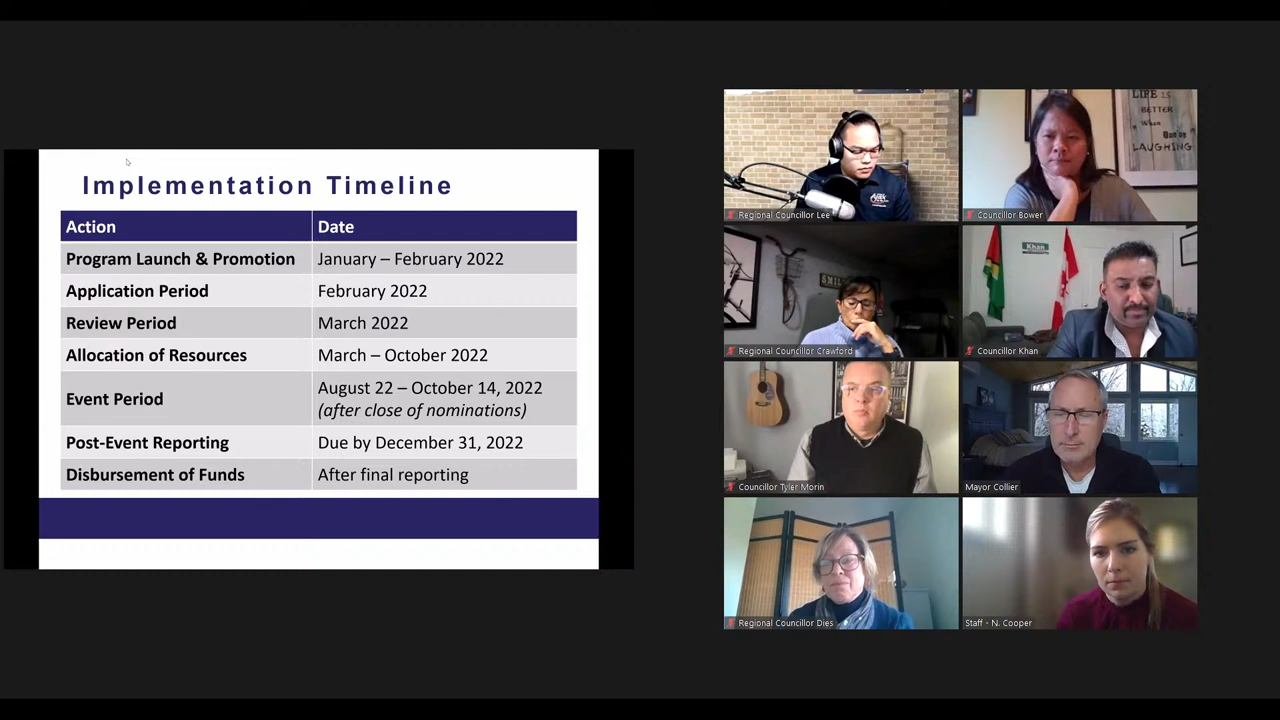 Implementation Timeline
Action Date
Program Launch & Promotion January – February 2022
Application Period February 2022
Review Period March 2022
Allocation of Resources March – October 2022
Event Period August 22 – October 14, 2022
(after close of nominations)
Post-Event Reporting Due by December 31, 2022
Disbursement of Funds After final reporting
LIFE is
BETTER
When
LAUGHING
Ajax
Regional Councillor Lee
Councillor Bower
Khan
SMILE
Regional Councillor Crawford
Councillor Khan
Councillor Tyler Morin
Mayor Collier
Regional Councillor Dies
Staff - N. Cooper